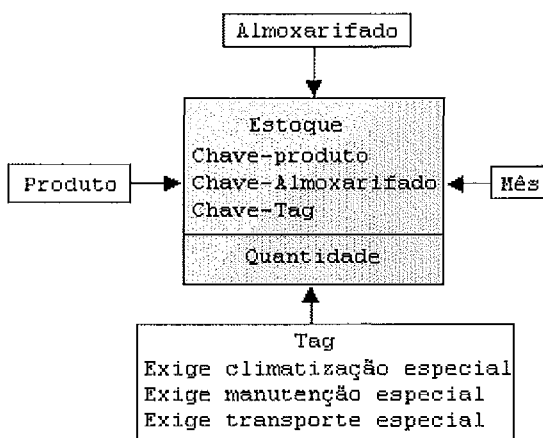 Almoxarifado
Estoque
Chave-produto
Chave-Almoxarifado
Chave-Tag
Produto
Mês
Quantidade
Tag
Exige climatização especial
Exige manutenção especial
Exige transporte especial